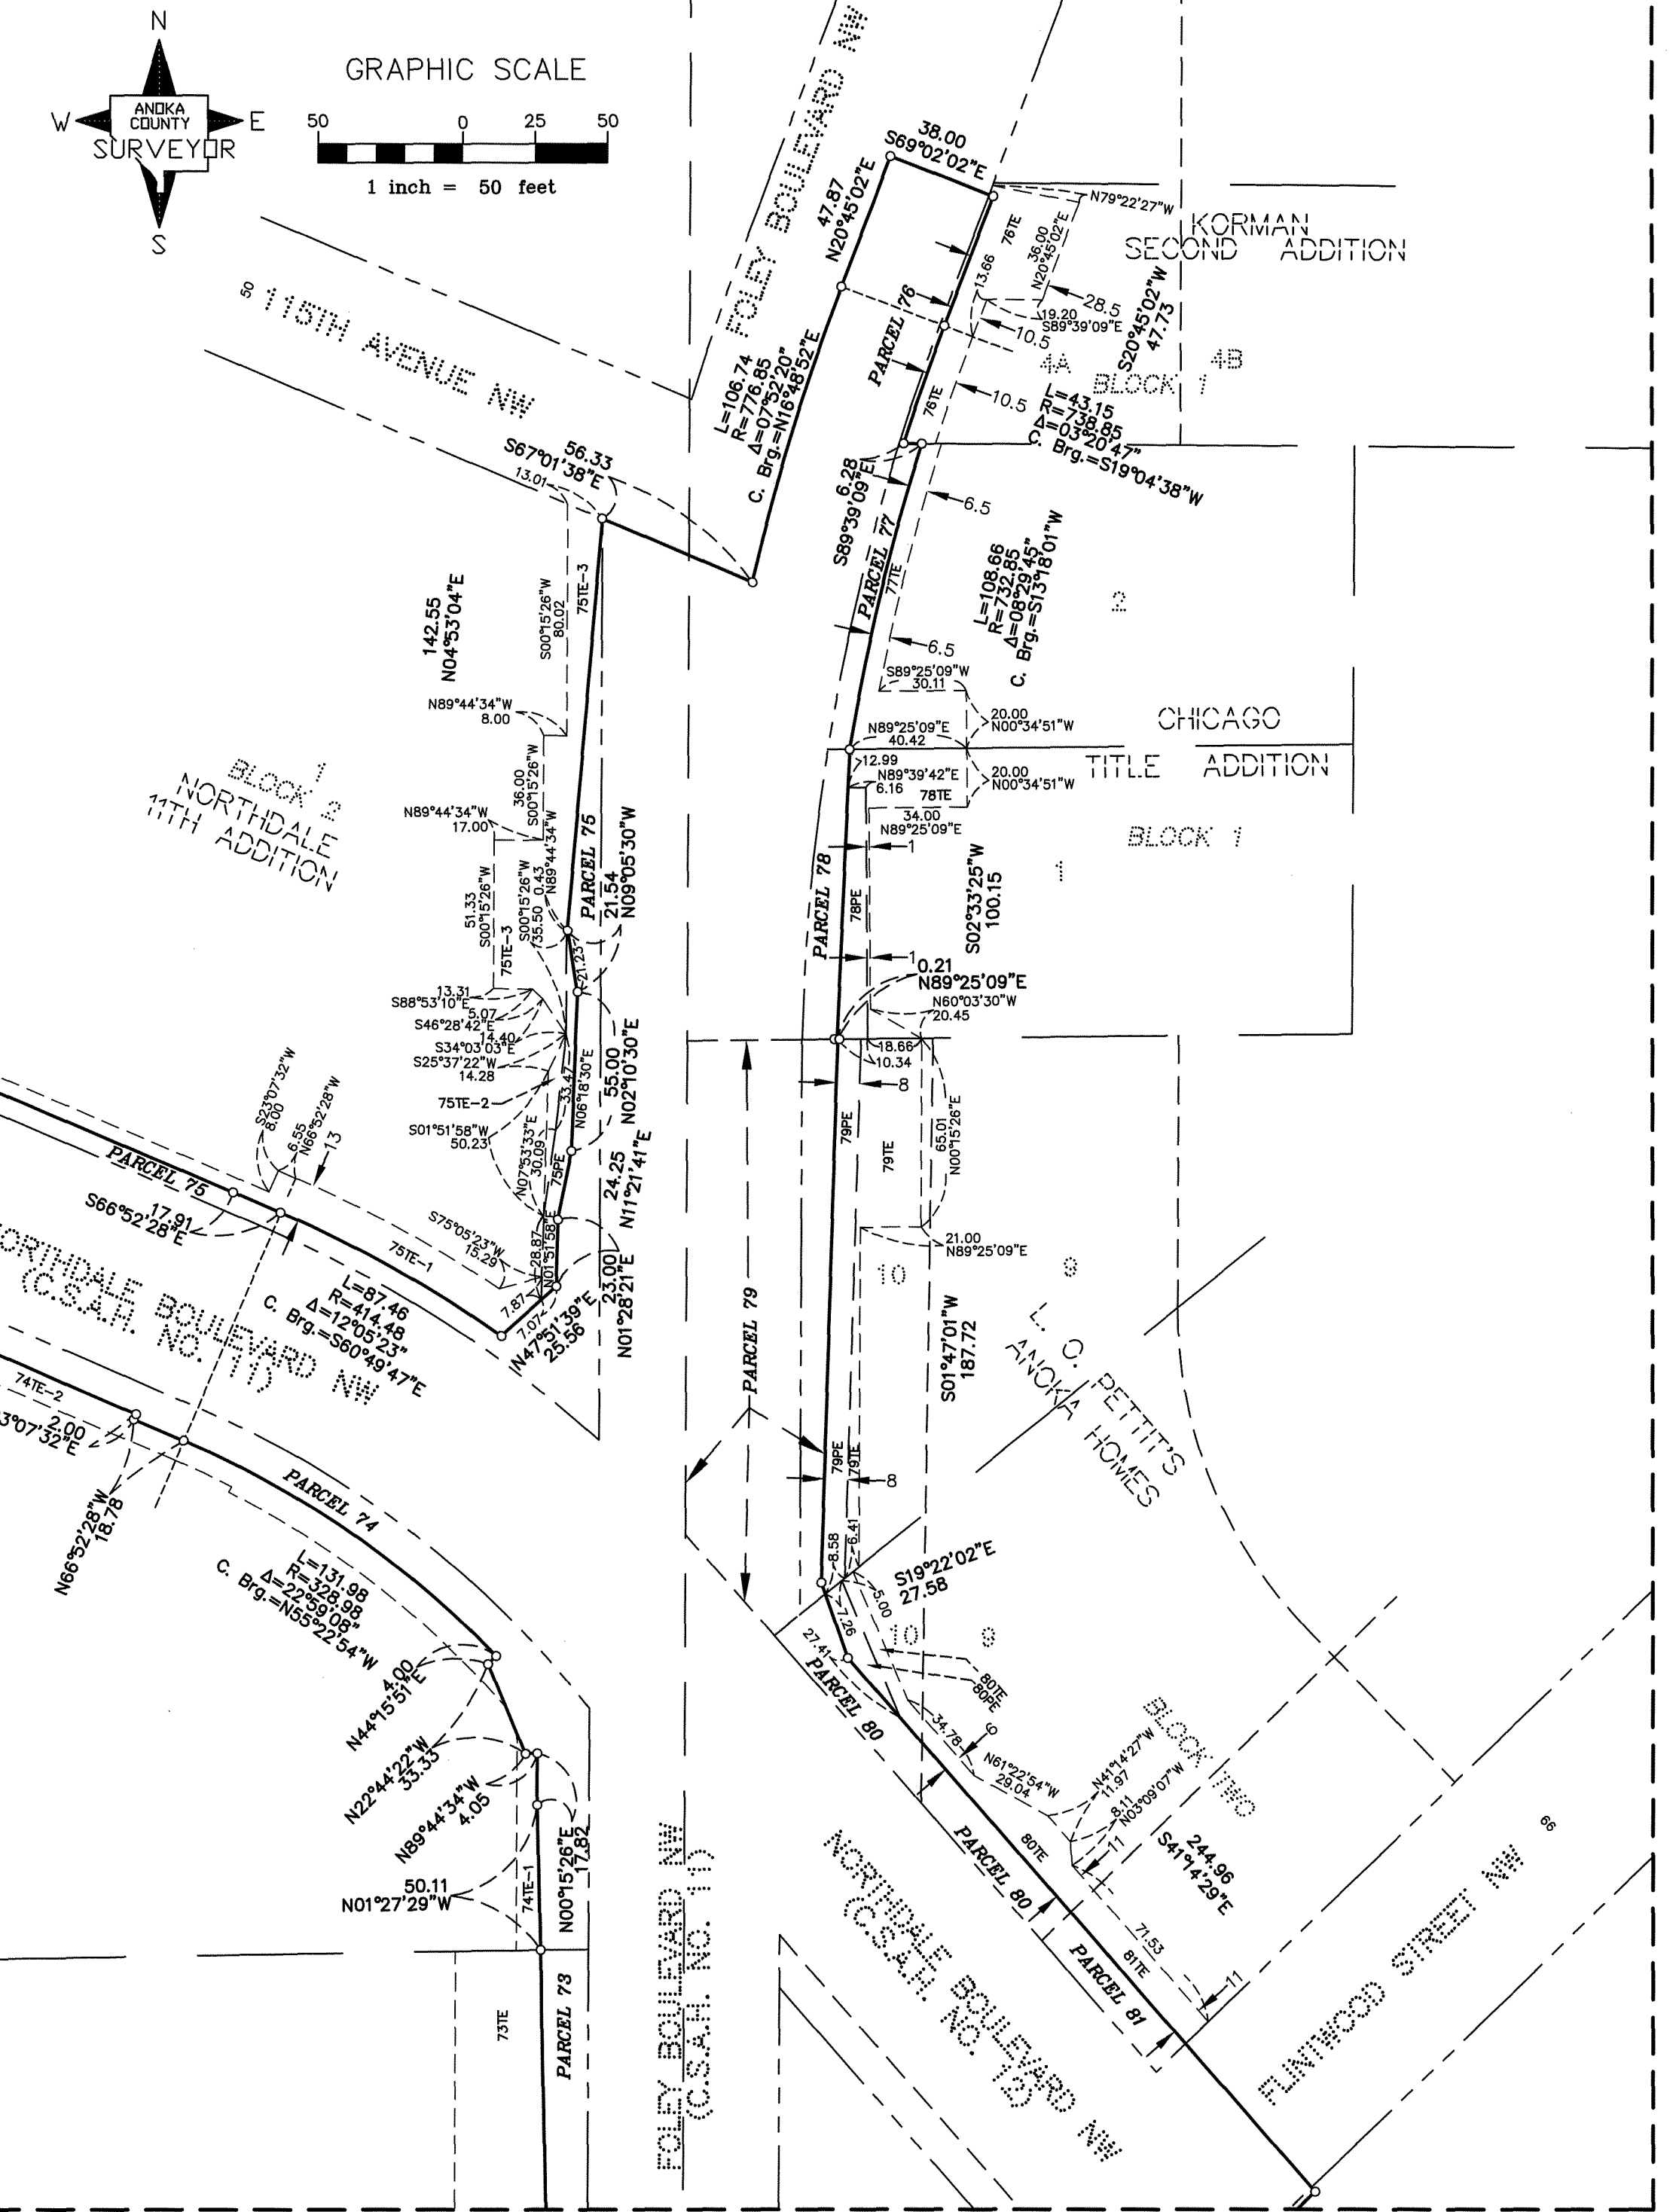 N
W
E
S
ANOKA
COUNTY
SURVEYOR
GRAPHIC SCALE
50
0
25
50
1 inch = 50 feet
FOLEY BOULEVARD NW
38.00
S69°02'02"E
47.87
N20°45'02"E
N79°22'27"W
KORMAN
SECOND ADDITION
76TE
36.00
N20°45'02"E
13.66
28.5
19.20
S89°39'09"E
10.5
S20°45'02"W
47.73
4A
4B
BLOCK 1
50
115TH AVENUE NW
PARCEL 76
L=106.74
R=776.85
Δ=07°52'20"
C. Brg.=N16°48'52"E
76TE
10.5
L=43.15
R=738.85
Δ=03°20'47"
C. Brg.=S19°04'38"W
56.33
S67°01'38"E
13.01
6.28
S89°39'09"E
6.5
PARCEL 77
77TE
L=108.66
R=732.85
Δ=08°29'45"
C. Brg.=S13°18'01"W
2
6.5
142.55
N04°53'04"E
S00°15'26"W
80.02
75TE-3
S89°25'09"W
30.11
20.00
N00°34'51"W
N89°44'34"W
8.00
N89°25'09"E
40.42
CHICAGO
TITLE ADDITION
12.99
N89°39'42"E
6.16
78TE
20.00
N00°34'51"W
34.00
N89°25'09"E
BLOCK 1
1
1
BLOCK 2
NORTHDALE
11TH ADDITION
36.00
S00°15'26"W
N89°44'34"W
17.00
N89°44'34"W
0.43
PARCEL 75
21.54
N09°05'30"W
1
PARCEL 78
78PE
S02°33'25"W
100.15
51.33
S00°15'26"W
75TE-3
S00°15'26"W
35.50
21.23
1
0.21
N89°25'09"E
N60°03'30"W
20.45
13.31
S88°53'10"E
5.07
S46°28'42"E
14.40
S34°03'03"E
S25°37'22"W
14.28
75TE-2
S01°51'58"W
50.23
33.47
N06°18'30"E
55.00
N02°10'30"E
18.66
10.34
8
79PE
79TE
65.01
N00°15'26"E
N07°53'33"E
30.09
75PE
24.25
N11°21'41"E
S23°07'32"W
8.00
6.55
N66°52'28"W
13
PARCEL 75
17.91
S66°52'28"E
75TE-1
S75°05'23"W
15.29
28.87
N01°51'58"E
23.00
N01°28'21"E
7.87
7.07
N47°51'39"E
25.56
21.00
N89°25'09"E
10
9
L. O. PETTIT'S
ANOKA HOMES
S01°47'01"W
187.72
PARCEL 79
NORTHDALE BOULEVARD NW
(C.S.A.H. NO. 11)
L=87.46
R=414.48
Δ=12°05'23"
C. Brg.=S60°49'47"E
74TE-2
2.00
3°07'32"E
N66°52'28"W
18.78
PARCEL 74
L=131.98
R=328.98
Δ=22°59'08"
C. Brg.=N55°22'54"W
79PE
79TE
8
8.58
6.41
S19°22'02"E
27.58
5.00
7.26
27.41
10
9
80TE
80PE
PARCEL 80
4.00
N44°15'51"E
N22°44'22"W
33.33
N89°44'34"W
4.05
34.78
6
N61°22'54"W
29.04
N41°14'27"W
11.97
8.11
N03°09'07"W
BLOCK TWO
11
244.96
S41°14'29"E
66
50.11
N01°27'29"W
74TE-1
N00°15'26"E
17.82
80TE
PARCEL 80
71.53
81TE
11
PARCEL 81
FLINTWOOD STREET NW
73TE
PARCEL 73
FOLEY BOULEVARD NW
(C.S.A.H. NO. 11)
NORTHDALE BOULEVARD NW
(C.S.A.H. NO. 13)